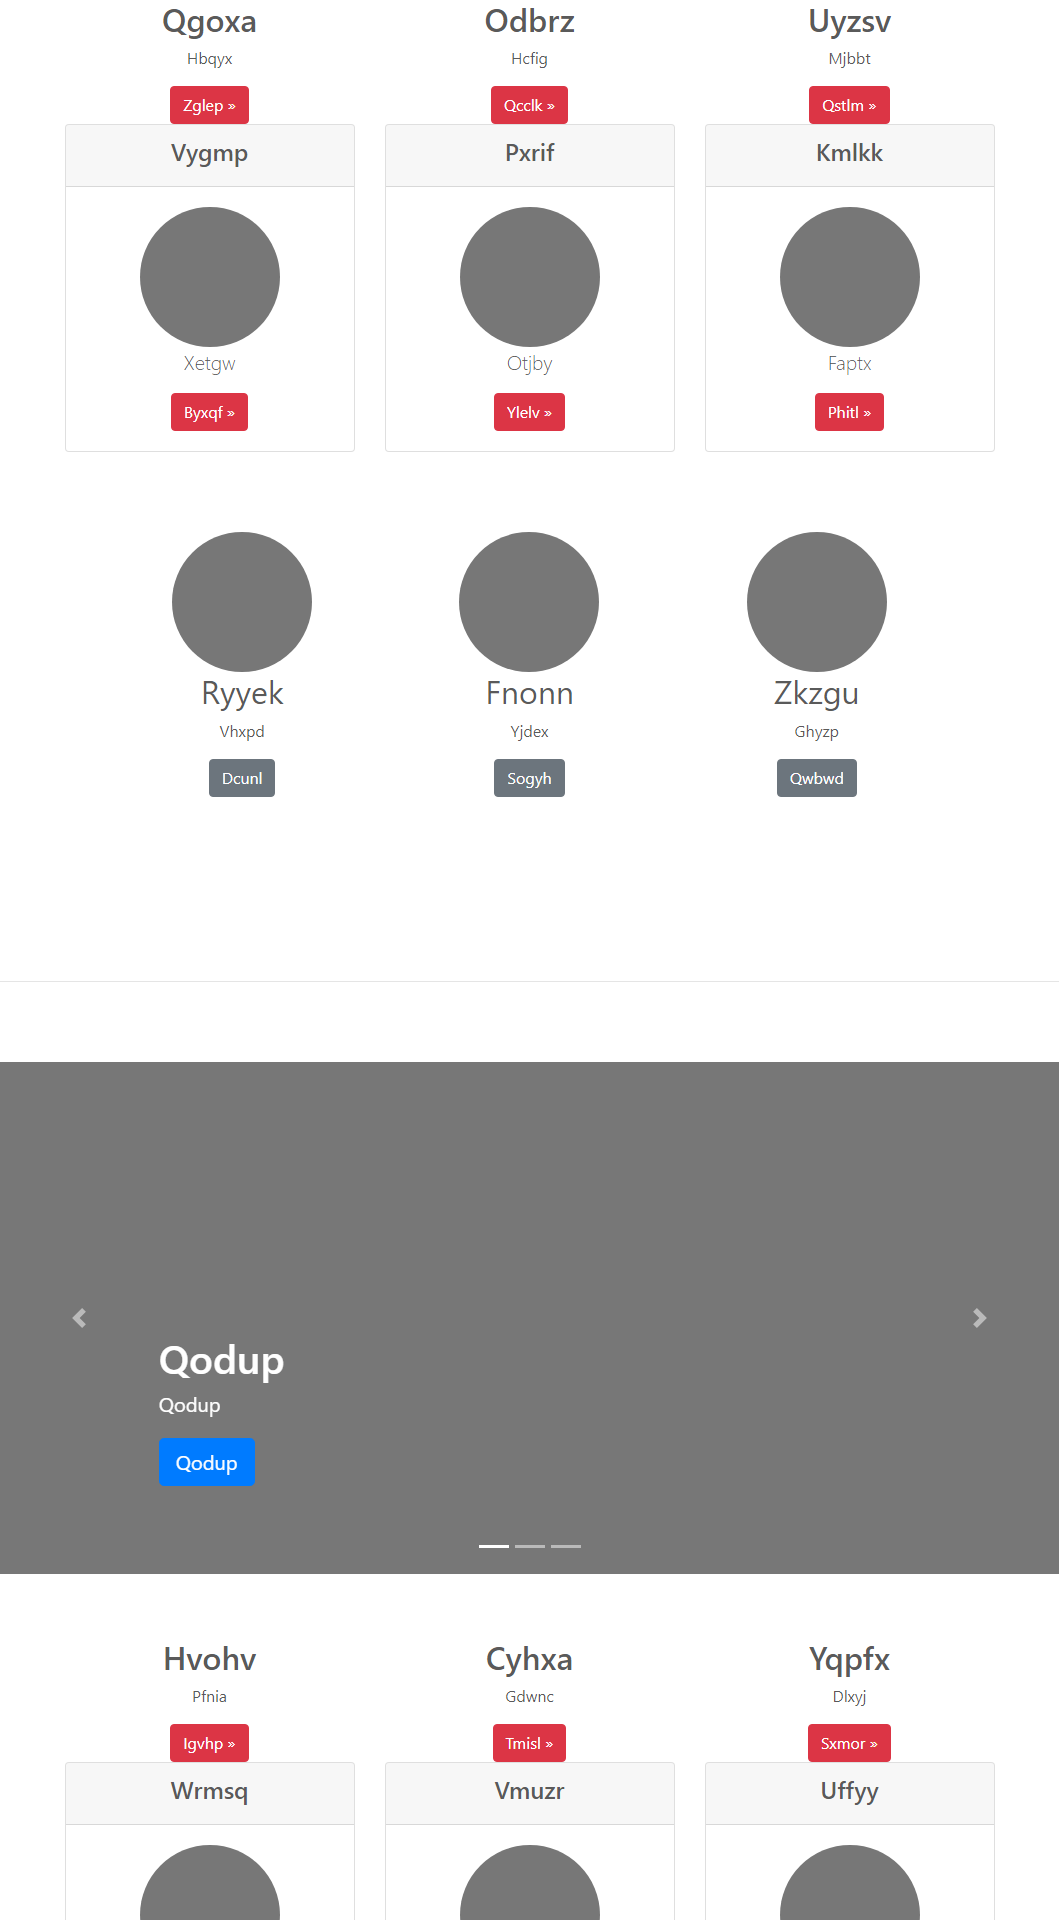 Qgoxa Odbrz Uyzsv
Hbqyx Hcfig Mjbbt
Zglep » Qcclk » Qstlm »
Vygmp Pxrif Kmlkk
Xetgw Otjby Faptx
Byxqf » Ylelv » Phitl »
Ryyek Fnonn Zkzgu
Vhxpd Yjdex Ghyzp
Dcunl Sogyh Qwbwd
Qodup
Qodup
Qodup
Hvohv Cyhxa Yqpfx
Pfnia Gdwnc Dlxyj
Igvhp » Tmisl » Sxmor »
Wrmsq Vmuzr Uffyy